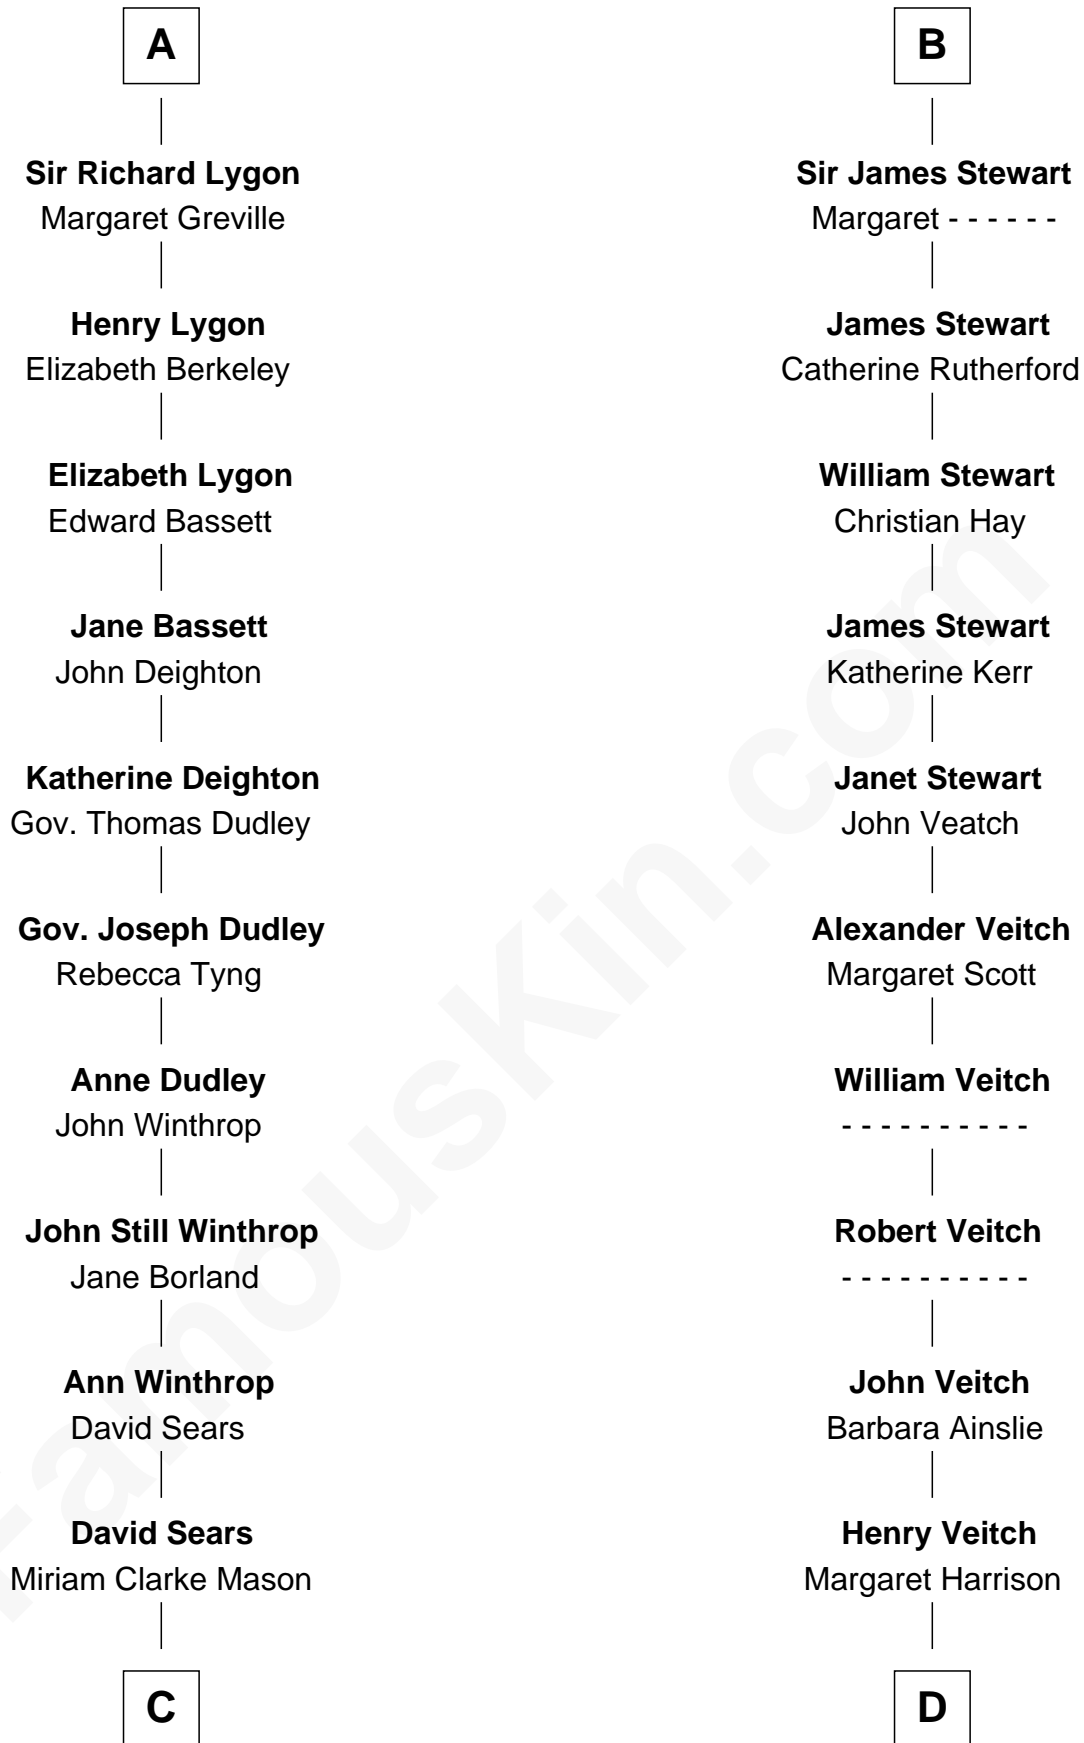 A
Sir Richard Lygon
Margaret Greville
Henry Lygon
Elizabeth Berkeley
Elizabeth Lygon
Edward Bassett
Jane Bassett
John Deighton
Katherine Deighton
Gov. Thomas Dudley
Gov. Joseph Dudley
Rebecca Tyng
Anne Dudley
John Winthrop
John Still Winthrop
Jane Borland
Ann Winthrop
David Sears
David Sears
Miriam Clarke Mason
C
B
Sir James Stewart
Margaret - - - - - -
James Stewart
Catherine Rutherford
William Stewart
Christian Hay
James Stewart
Katherine Kerr
Janet Stewart
John Veatch
Alexander Veitch
Margaret Scott
William Veitch
- - - - - - - - - -
Robert Veitch
- - - - - - - - - -
John Veitch
Barbara Ainslie
Henry Veitch
Margaret Harrison
D
FamousKin.com